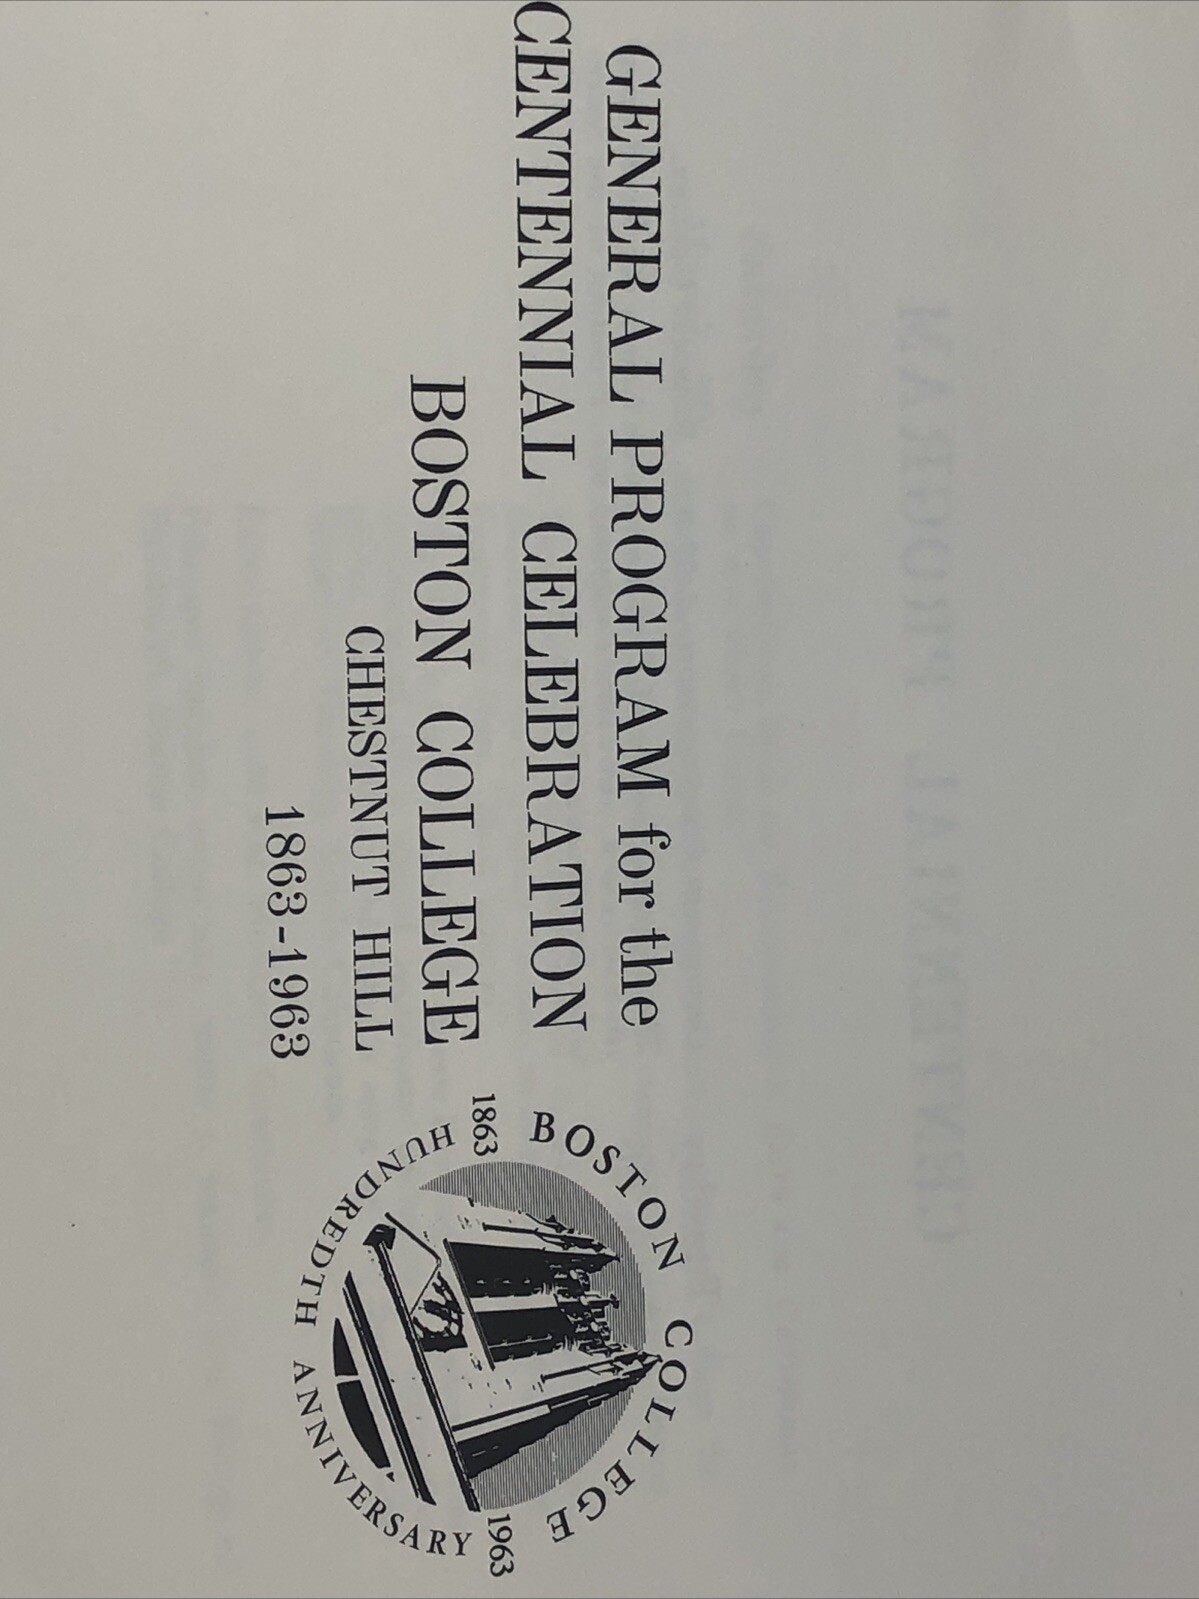 GENERAL PROGRAM for the
CENTENNIAL CELEBRATION
BOSTON COLLEGE
CHESTNUT HILL
1863-1963
BOSTON COLLEGE
1863 1963
HUNDREDTH ANNIVERSARY